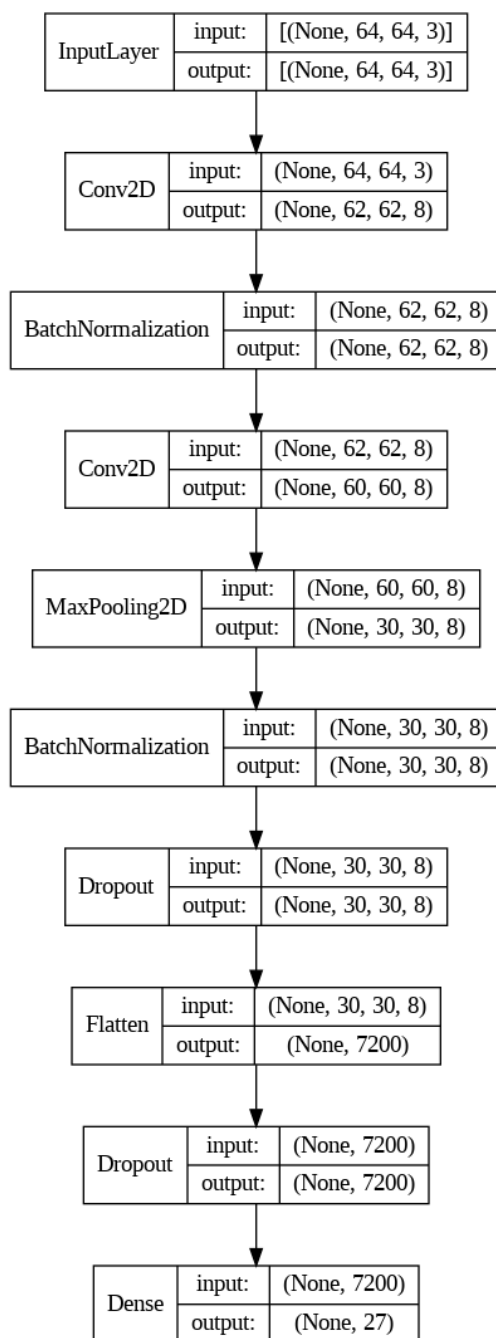 InputLayer
input: [(None, 64, 64, 3)]
output: [(None, 64, 64, 3)]
Conv2D
input: (None, 64, 64, 3)
output: (None, 62, 62, 8)
BatchNormalization
input: (None, 62, 62, 8)
output: (None, 62, 62, 8)
Conv2D
input: (None, 62, 62, 8)
output: (None, 60, 60, 8)
MaxPooling2D
input: (None, 60, 60, 8)
output: (None, 30, 30, 8)
BatchNormalization
input: (None, 30, 30, 8)
output: (None, 30, 30, 8)
Dropout
input: (None, 30, 30, 8)
output: (None, 30, 30, 8)
Flatten
input: (None, 30, 30, 8)
output: (None, 7200)
Dropout
input: (None, 7200)
output: (None, 7200)
Dense
input: (None, 7200)
output: (None, 27)